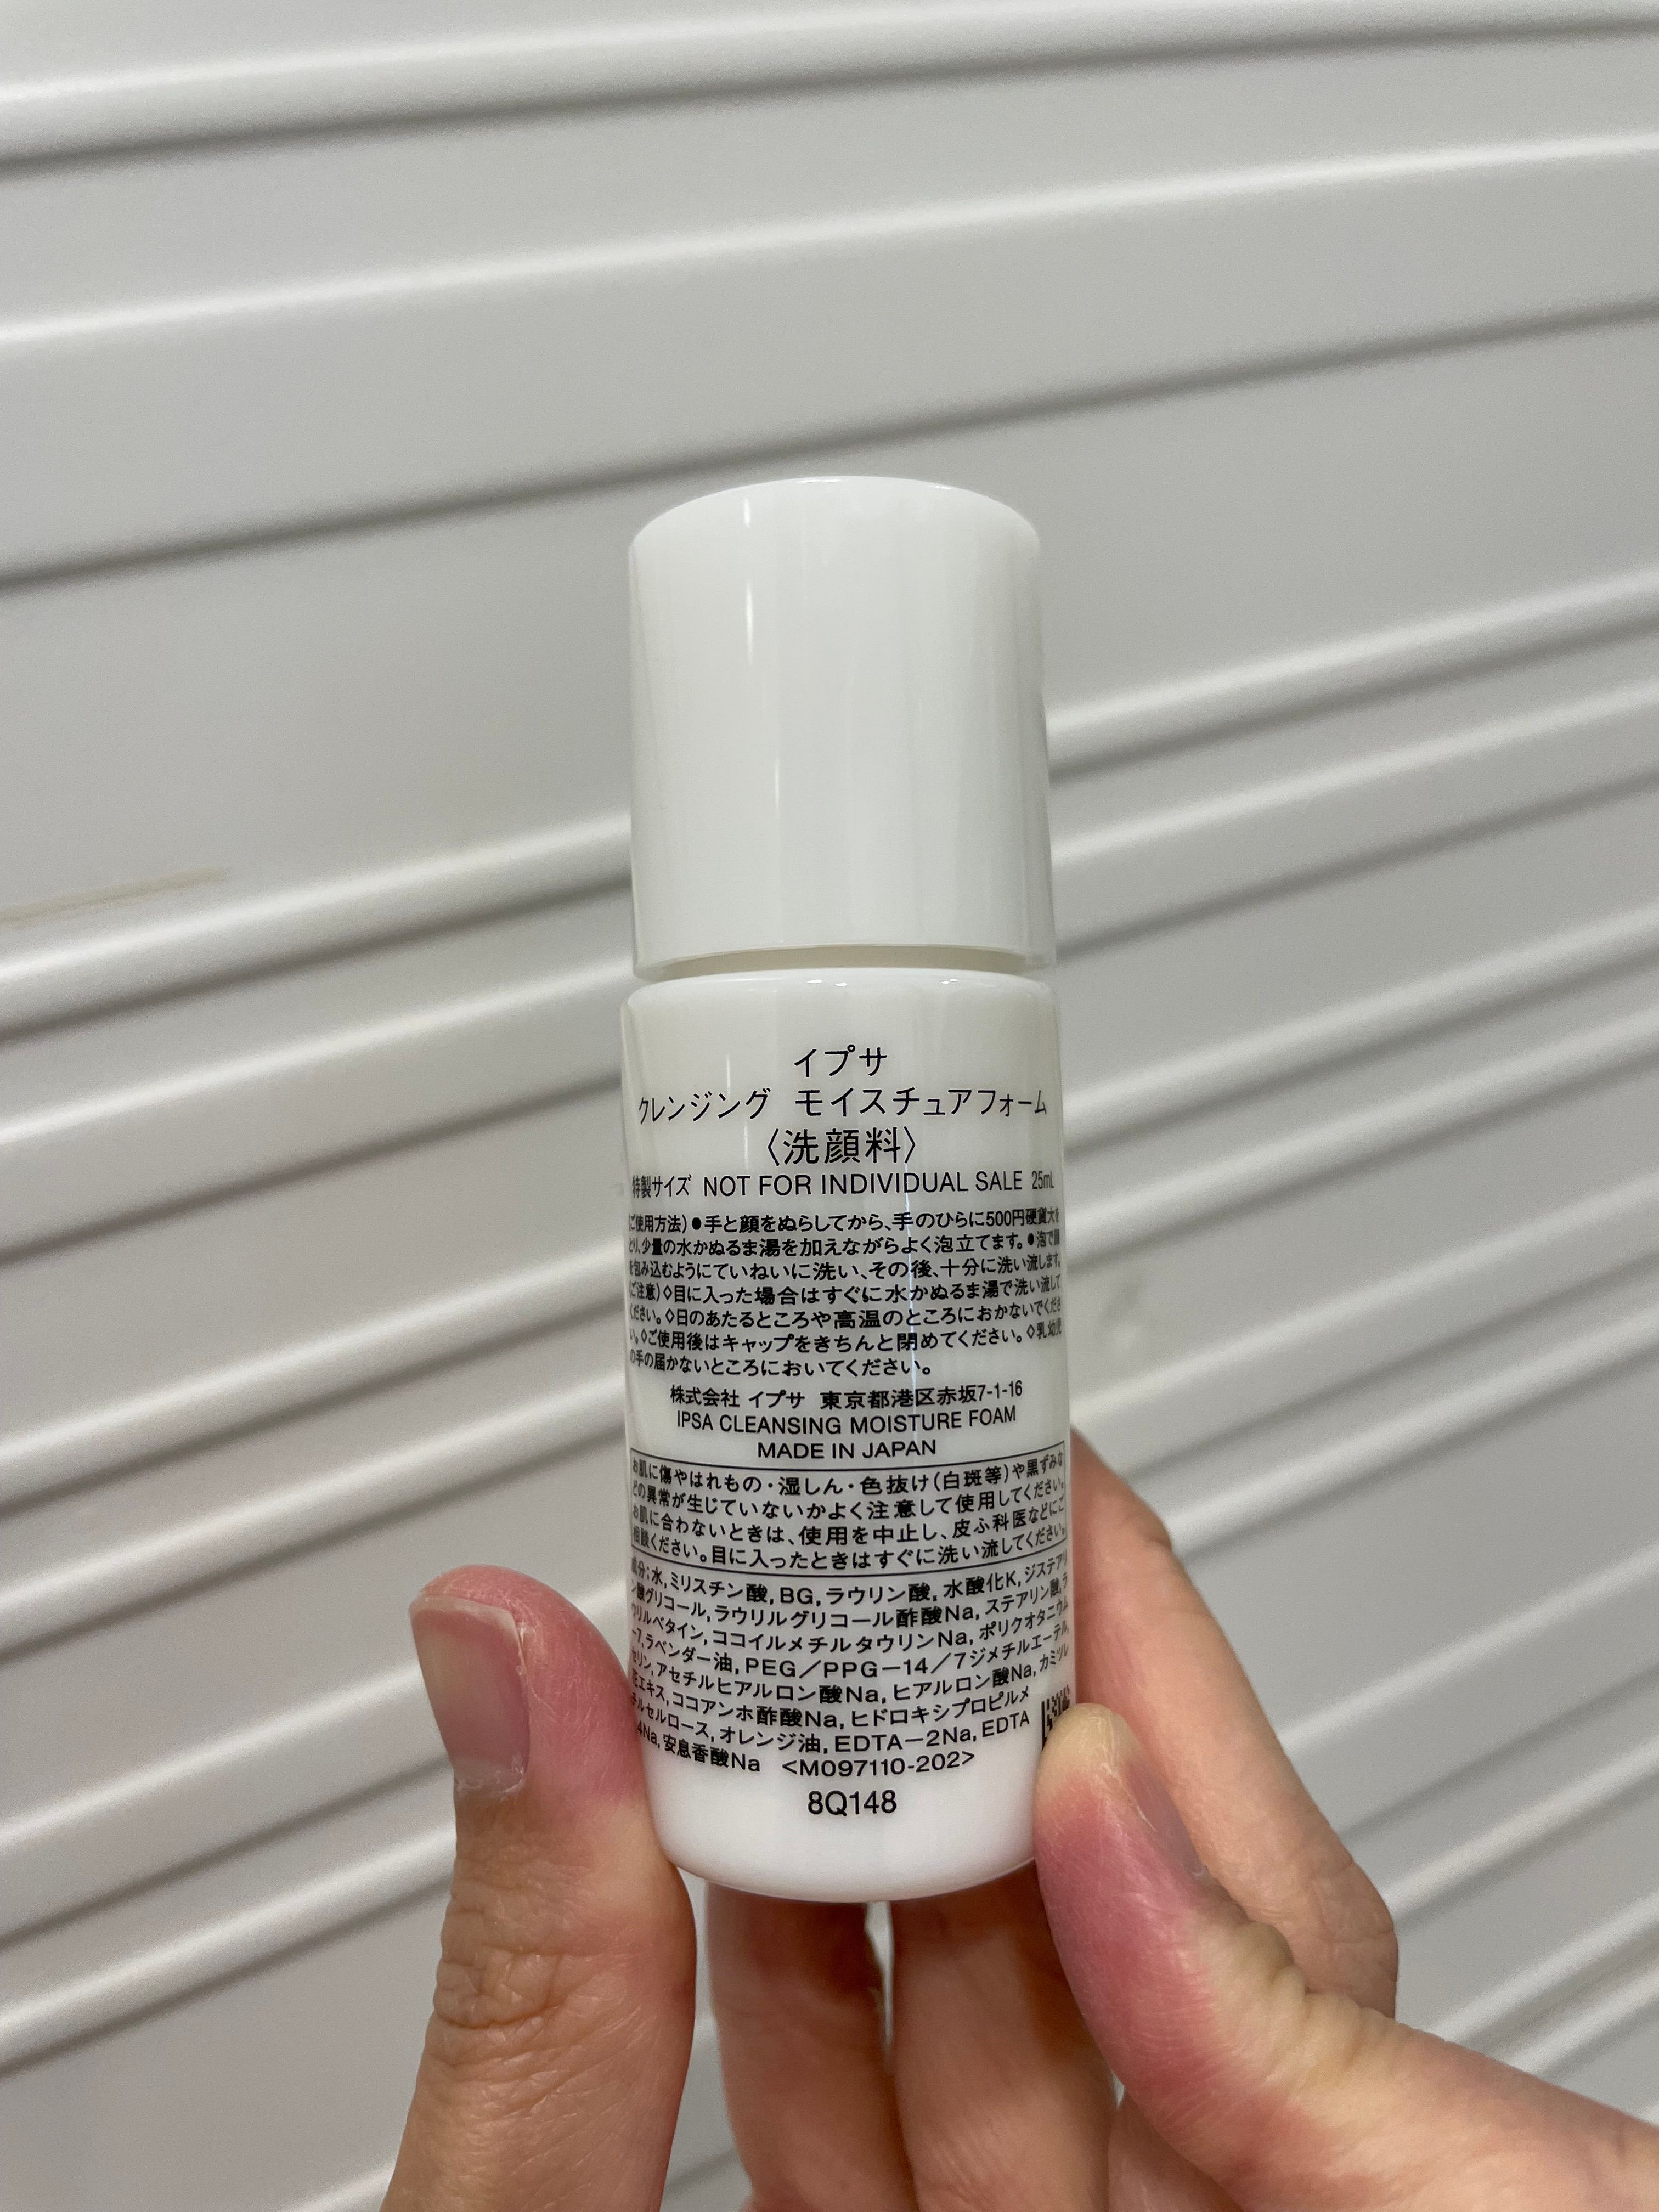 イプサ
クレンジング モイスチュアフォーム
〈洗顔料〉
特製サイズ NOT FOR INDIVIDUAL SALE 25mL
ご使用方法)●手と顔をぬらしてから、手のひらに500円硬貨大を
とり、少量の水かぬるま湯を加えながらよく泡立てます。●泡で顔
を包み込むようにていねいに洗い、その後、十分に洗い流します。
ご注意)◇目に入った場合はすぐに水かぬるま湯で洗い流して
ください。◇日のあたるところや高温のところにおかないでくださ
い。◇ご使用後はキャップをきちんと閉めてください。◇乳幼児
の手の届かないところにおいてください。
株式会社 イプサ 東京都港区赤坂7-1-16
IPSA CLEANSING MOISTURE FOAM
MADE IN JAPAN
お肌に傷やはれもの・湿しん・色抜け(白斑等)や黒ずみな
どの異常が生じていないかよく注意して使用してください。
お肌に合わないときは、使用を中止し、皮ふ科医などにご
相談ください。目に入ったときはすぐに洗い流してください。
成分:水,ミリスチン酸,BG,ラウリン酸,水酸化K,ジステアリ
ン酸グリコール,ラウリルグリコール酢酸Na,ステアリン酸,ラ
ウリルベタイン,ココイルメチルタウリンNa,ポリクオタニウム
ー7,ラベンダー油,PEG/PPGー14/7ジメチルエーテル,
セリン,アセチルヒアルロン酸Na,ヒアルロン酸Na,カミツレ
花エキス,ココアンホ酢酸Na,ヒドロキシプロピルメ
チルセルロース,オレンジ油,EDTAー2Na,EDTA
4Na,安息香酸Na <M097110-202>
8Q148